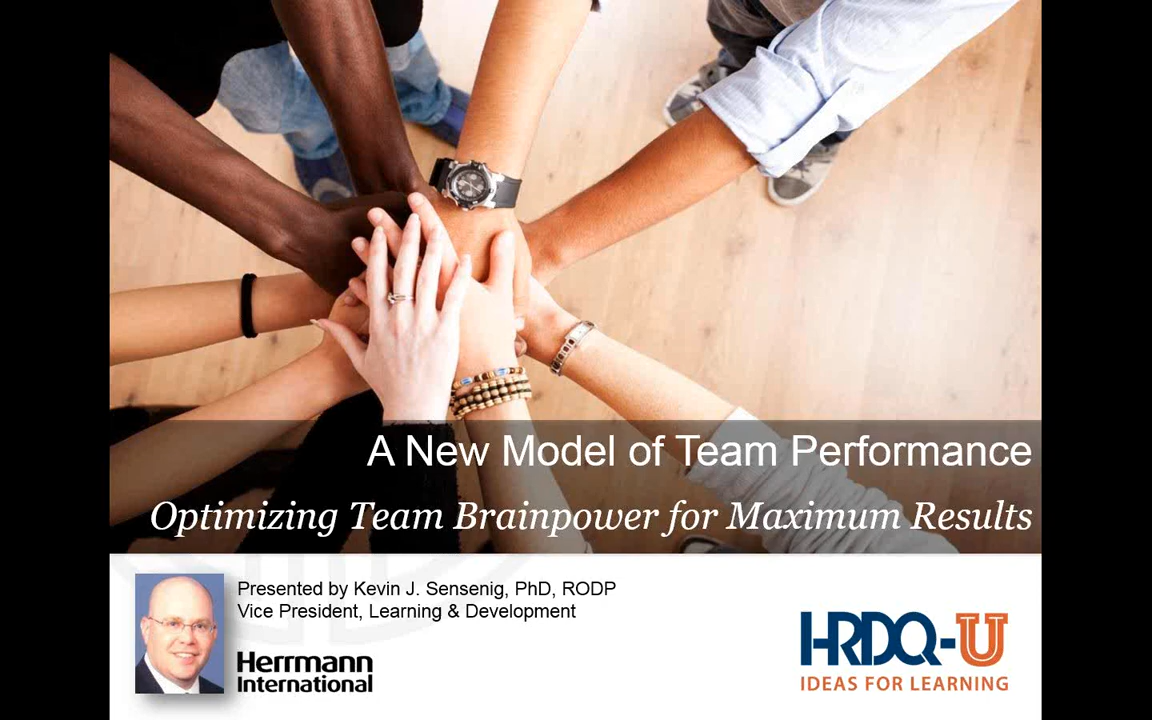 A New Model of Team Performance
Optimizing Team Brainpower for Maximum Results
Presented by Kevin J. Sensenig, PhD, RODP
Vice President, Learning & Development
Herrmann
International
HRDQ-U
IDEAS FOR LEARNING